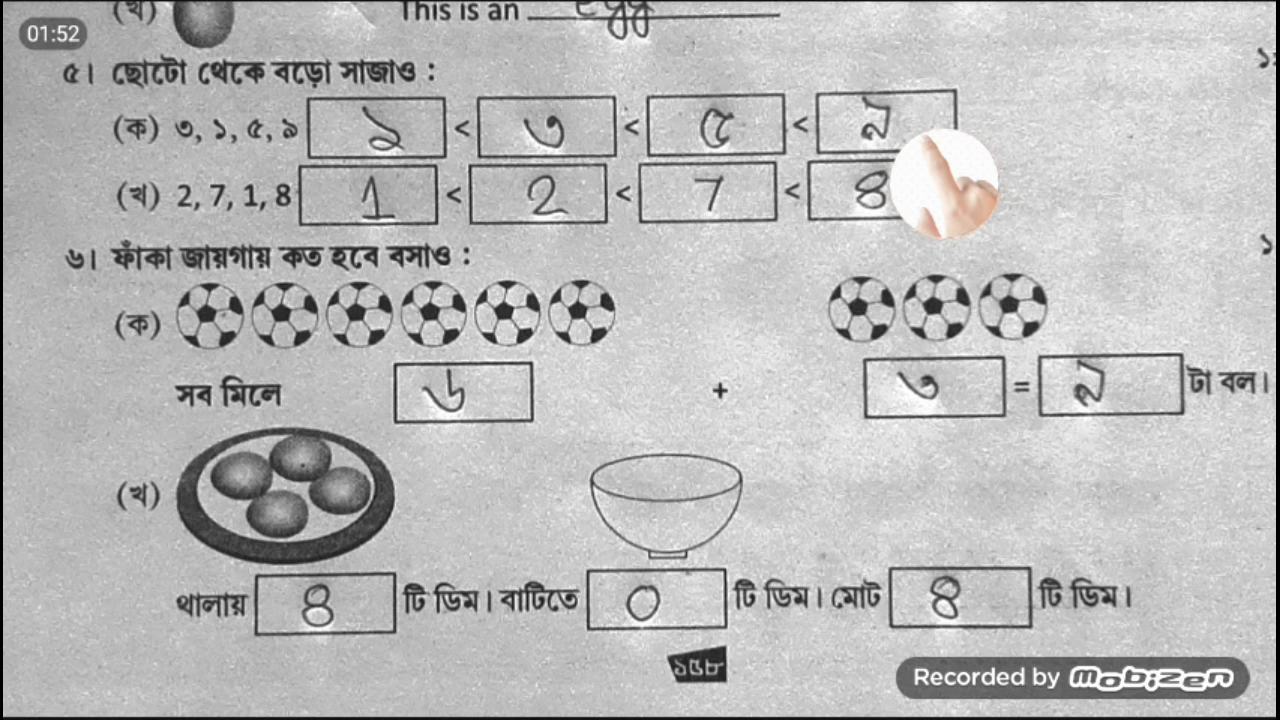 01:52
(খ) This is an egg
৫। ছোটো থেকে বড়ো সাজাও :
(ক) ৩, ১, ৫, ৯ ১ < ৩ < ৫ < ৯
(খ) 2, 7, 1, 8 1 < 2 < 7 < 8
৬। ফাঁকা জায়গায় কত হবে বসাও :
(ক)
সব মিলে ৬ + ৩ = ৯ টা বল।
(খ)
থালায় ৪ টি ডিম। বাটিতে ০ টি ডিম। মোট ৪ টি ডিম।
১৫৮
Recorded by Mobizen